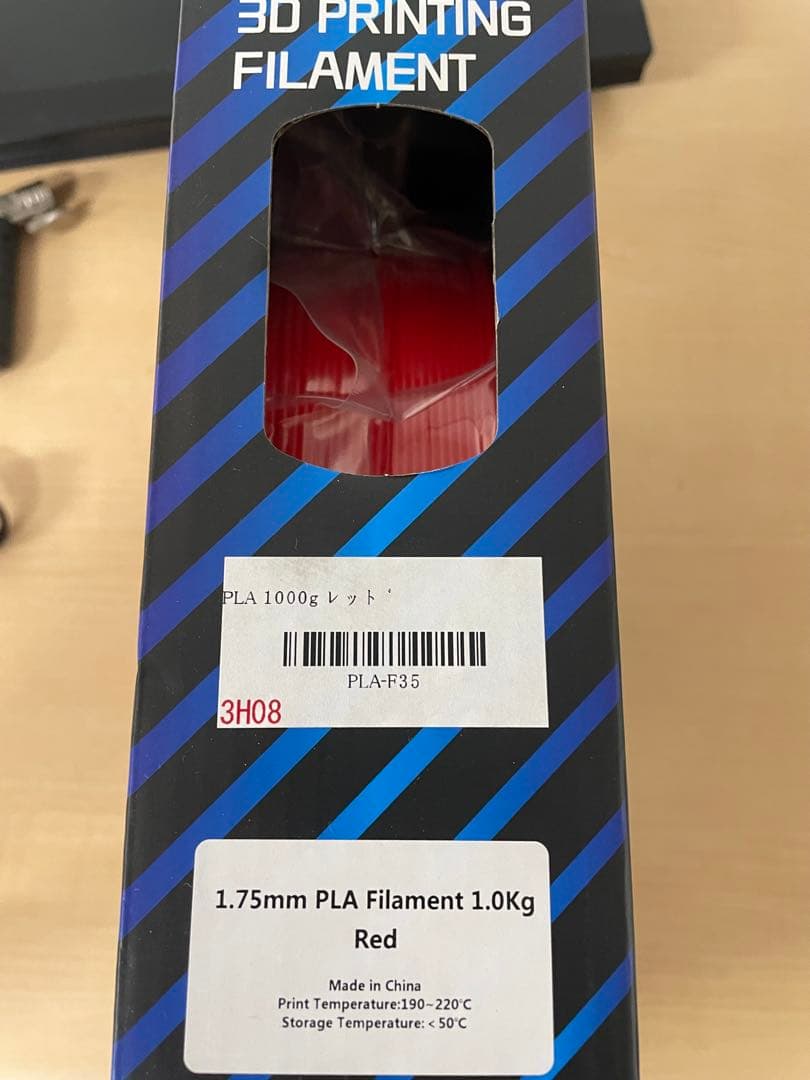 3D PRINTING
FILAMENT
PLA 1000g レッド
PLA-F35
3H08
1.75mm PLA Filament 1.0Kg
Red
Made in China
Print Temperature:190~220℃
Storage Temperature:<50℃